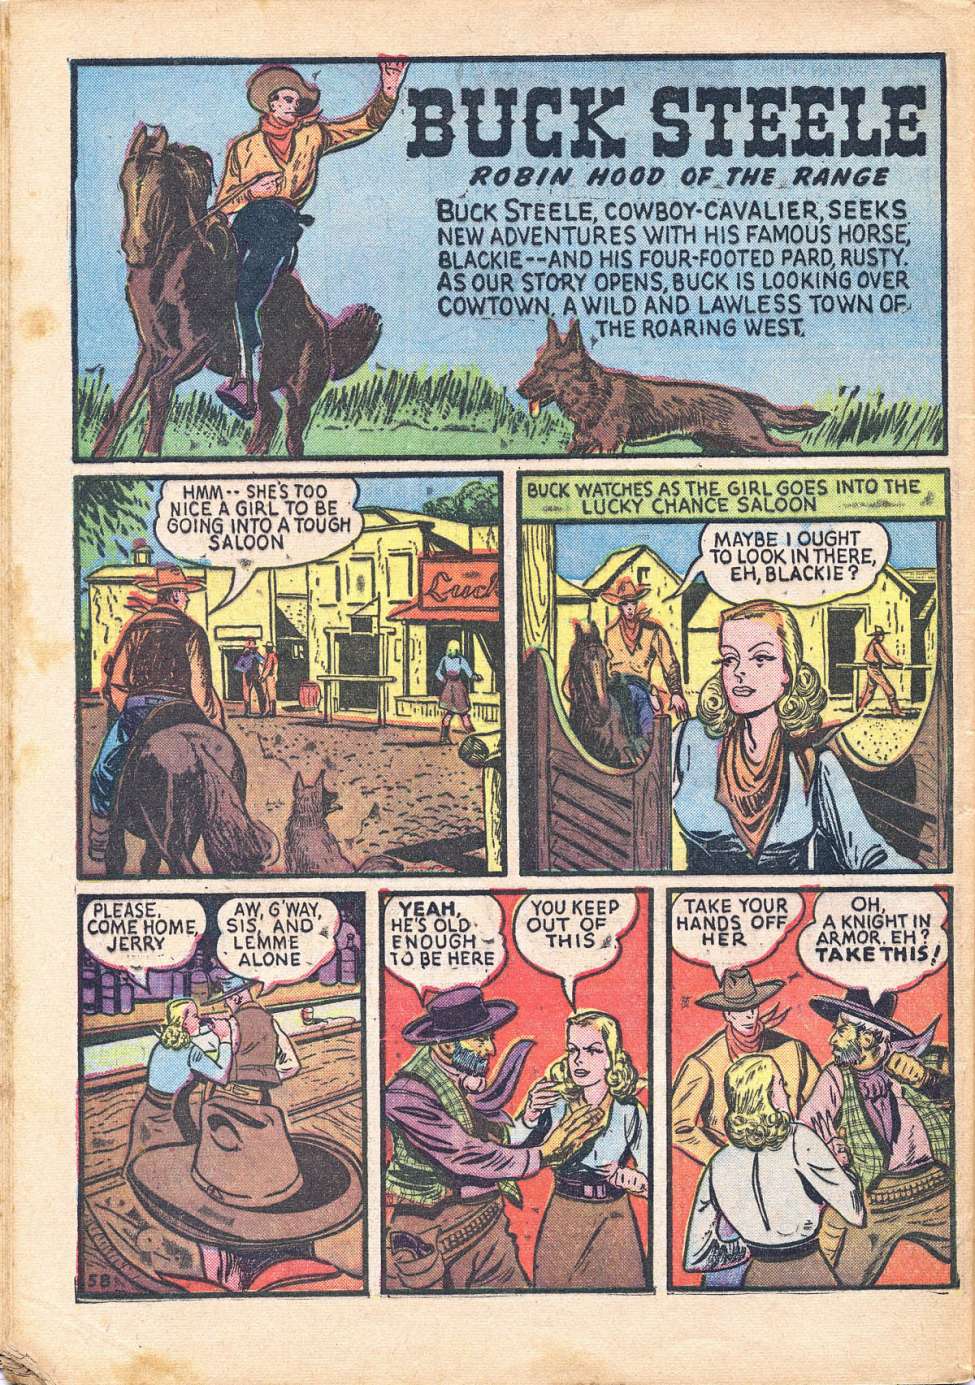 BUCK STEELE
ROBIN HOOD OF THE RANGE
BUCK STEELE, COWBOY-CAVALIER, SEEKS
NEW ADVENTURES WITH HIS FAMOUS HORSE,
BLACKIE--AND HIS FOUR-FOOTED PARD, RUSTY.
AS OUR STORY OPENS, BUCK IS LOOKING OVER
COWTOWN, A WILD AND LAWLESS TOWN OF
THE ROARING WEST.
HMM-- SHE'S TOO
NICE A GIRL TO BE
GOING INTO A TOUGH
SALOON
Luck
BUCK WATCHES AS THE GIRL GOES INTO THE
LUCKY CHANCE SALOON
MAYBE I OUGHT
TO LOOK IN THERE,
EH, BLACKIE?
PLEASE,
COME HOME,
JERRY
AW, G'WAY,
SIS, AND
LEMME
ALONE
58
YEAH,
HE'S OLD
ENOUGH
TO BE HERE
YOU KEEP
OUT OF
THIS
TAKE YOUR
HANDS OFF
HER
OH,
A KNIGHT IN
ARMOR, EH?
TAKE THIS!